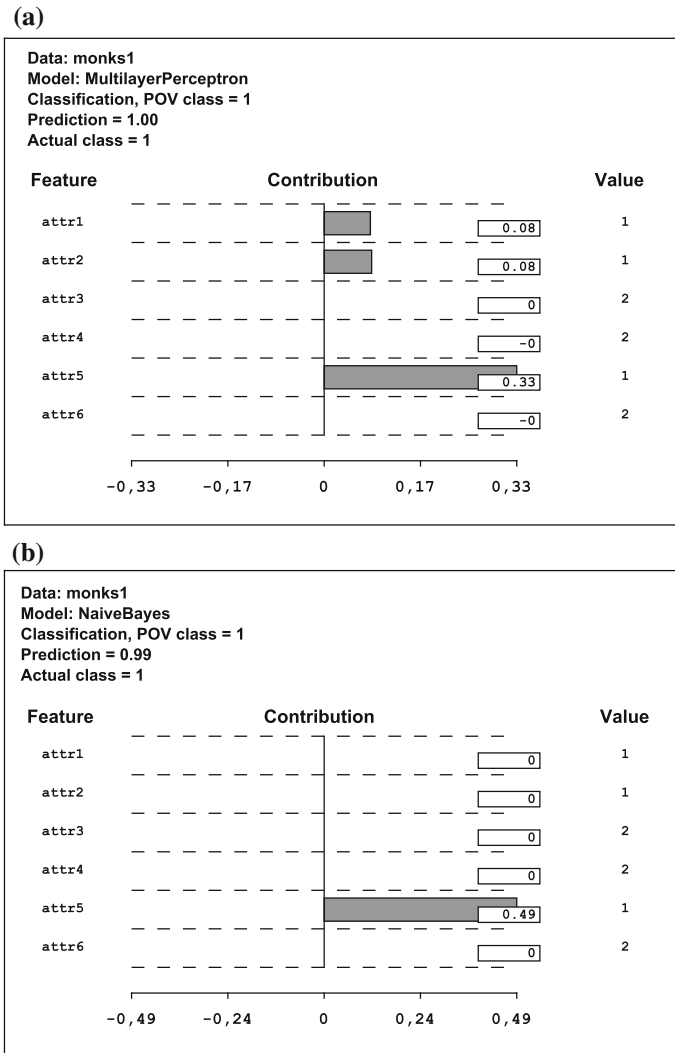 (a)
Data: monks1
Model: MultilayerPerceptron
Classification, POV class = 1
Prediction = 1.00
Actual class = 1
Feature Contribution Value
attr1 0.08 1
attr2 0.08 1
attr3 0 2
attr4 -0 2
attr5 0.33 1
attr6 -0 2
-0,33 -0,17 0 0,17 0,33
(b)
Data: monks1
Model: NaiveBayes
Classification, POV class = 1
Prediction = 0.99
Actual class = 1
Feature Contribution Value
attr1 0 1
attr2 0 1
attr3 0 2
attr4 0 2
attr5 0.49 1
attr6 0 2
-0,49 -0,24 0 0,24 0,49